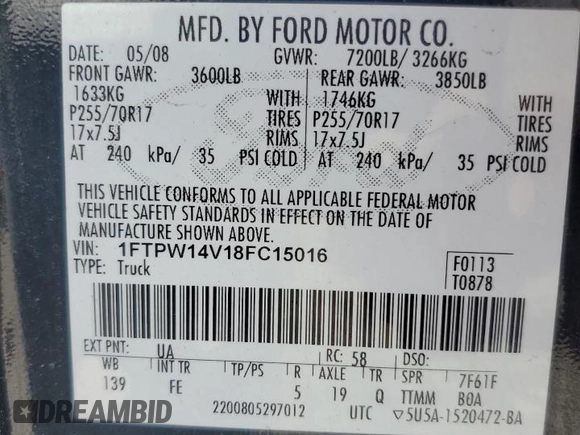 MFD. BY FORD MOTOR CO.
DATE: 05/08 GVWR: 7200LB/ 3266KG
FRONT GAWR: 3600LB REAR GAWR: 3850LB
1633KG WITH 1746KG WITH
P255/70R17 TIRES P255/70R17 TIRES
17x7.5J RIMS 17x7.5J RIMS
AT 240 kPa/ 35 PSI COLD AT 240 kPa/ 35 PSI COLD
THIS VEHICLE CONFORMS TO ALL APPLICABLE FEDERAL MOTOR
VEHICLE SAFETY STANDARDS IN EFFECT ON THE DATE OF
MANUFACTURE SHOWN ABOVE.
VIN: 1FTPW14V18FC15016 F0113
TYPE: Truck T0878
EXT PNT: UA RC: 58 DSO:
WB INT TR TP/PS R AXLE TR SPR 7F61F
139 FE 5 19 Q TTMM BOA
2200805297012 UTC ▽5U5A-1520472-BA
DREAMBID
dreambid.com